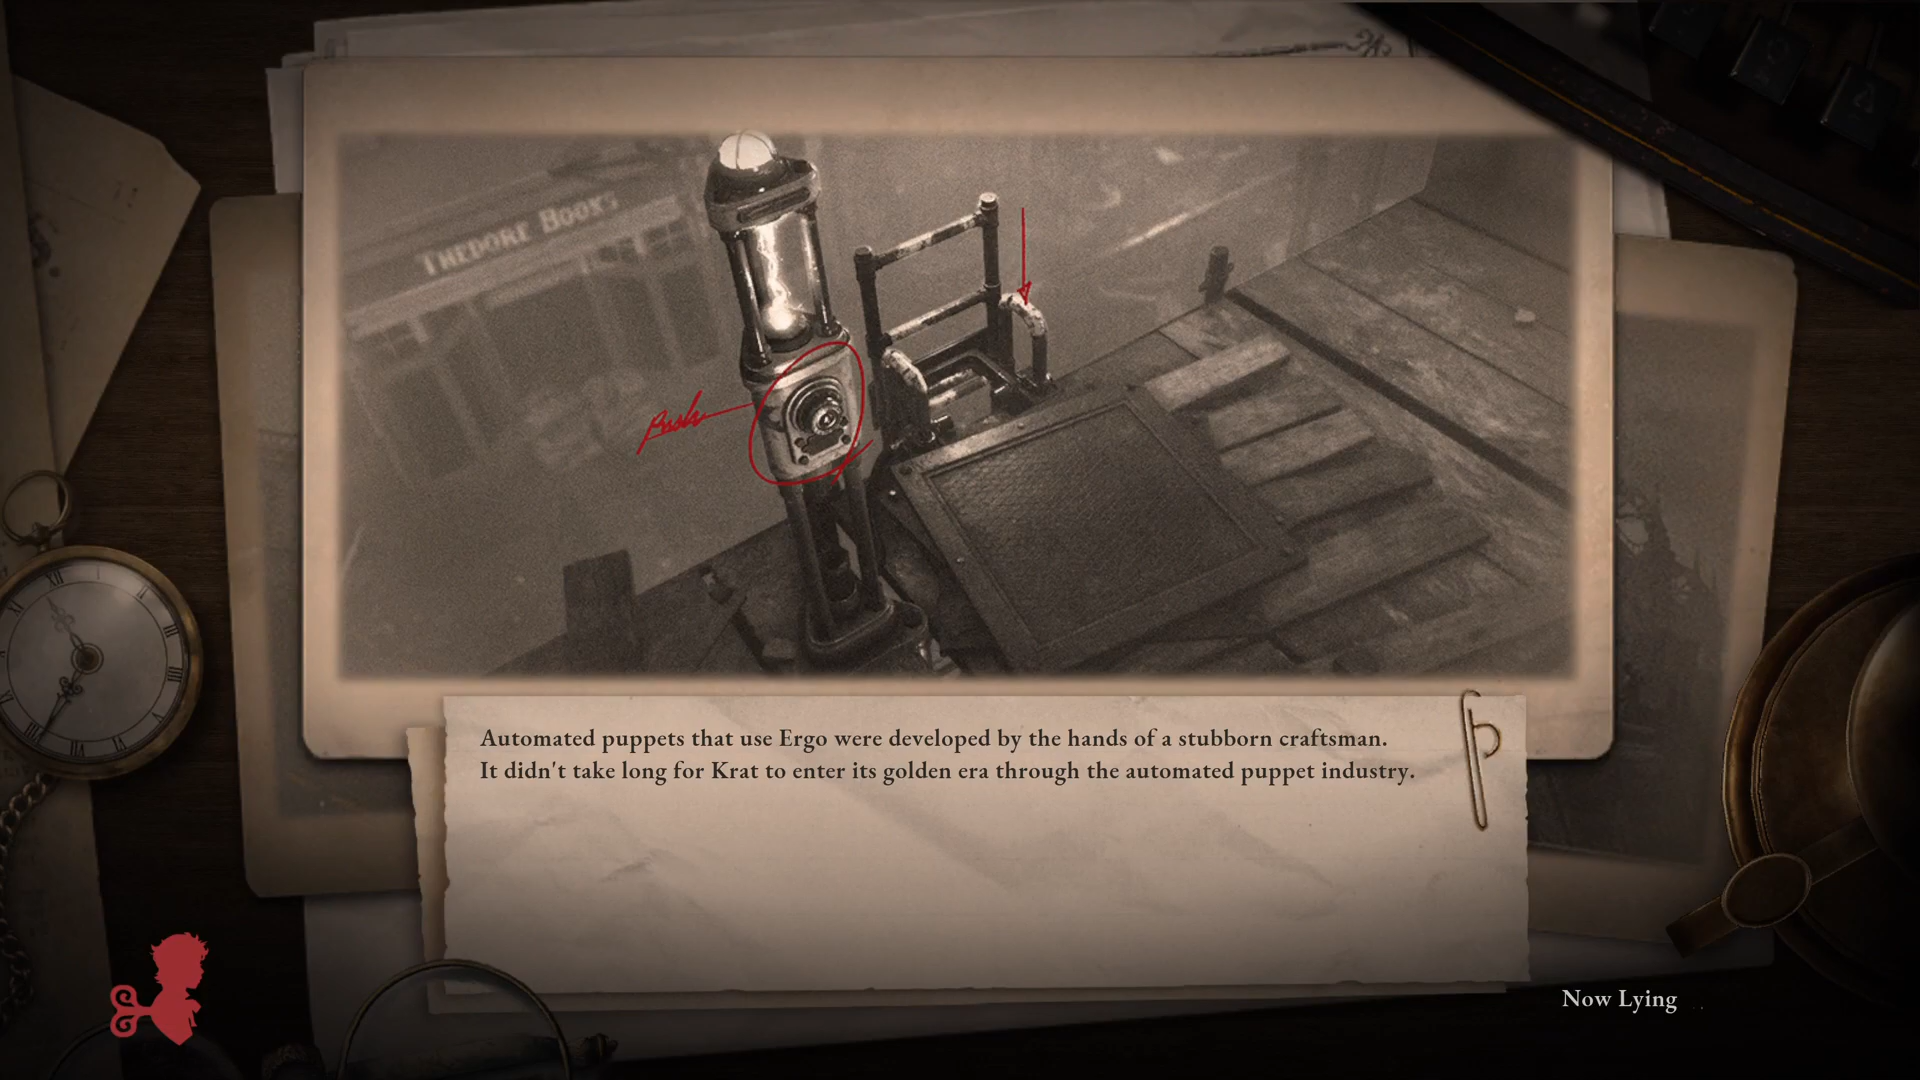 THEDORE BOOKS
Push
Automated puppets that use Ergo were developed by the hands of a stubborn craftsman.
It didn't take long for Krat to enter its golden era through the automated puppet industry.
Now Lying